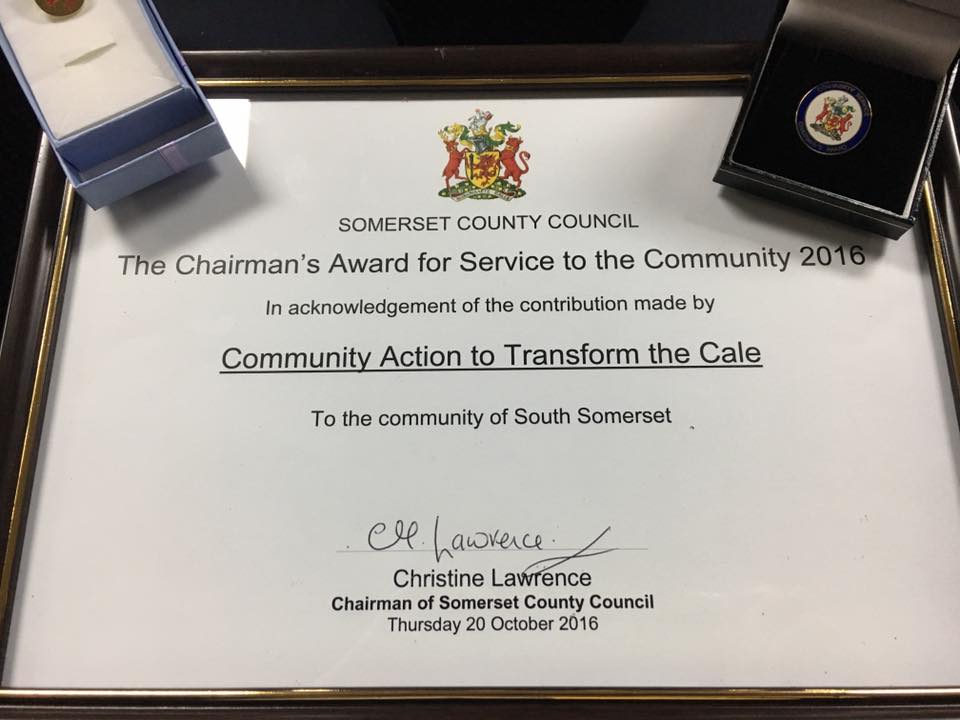 SOMERSET COUNTY COUNCIL
The Chairman's Award for Service to the Community 2016
In acknowledgement of the contribution made by
Community Action to Transform the Cale
To the community of South Somerset
CM. Lawrence.
Christine Lawrence
Chairman of Somerset County Council
Thursday 20 October 2016